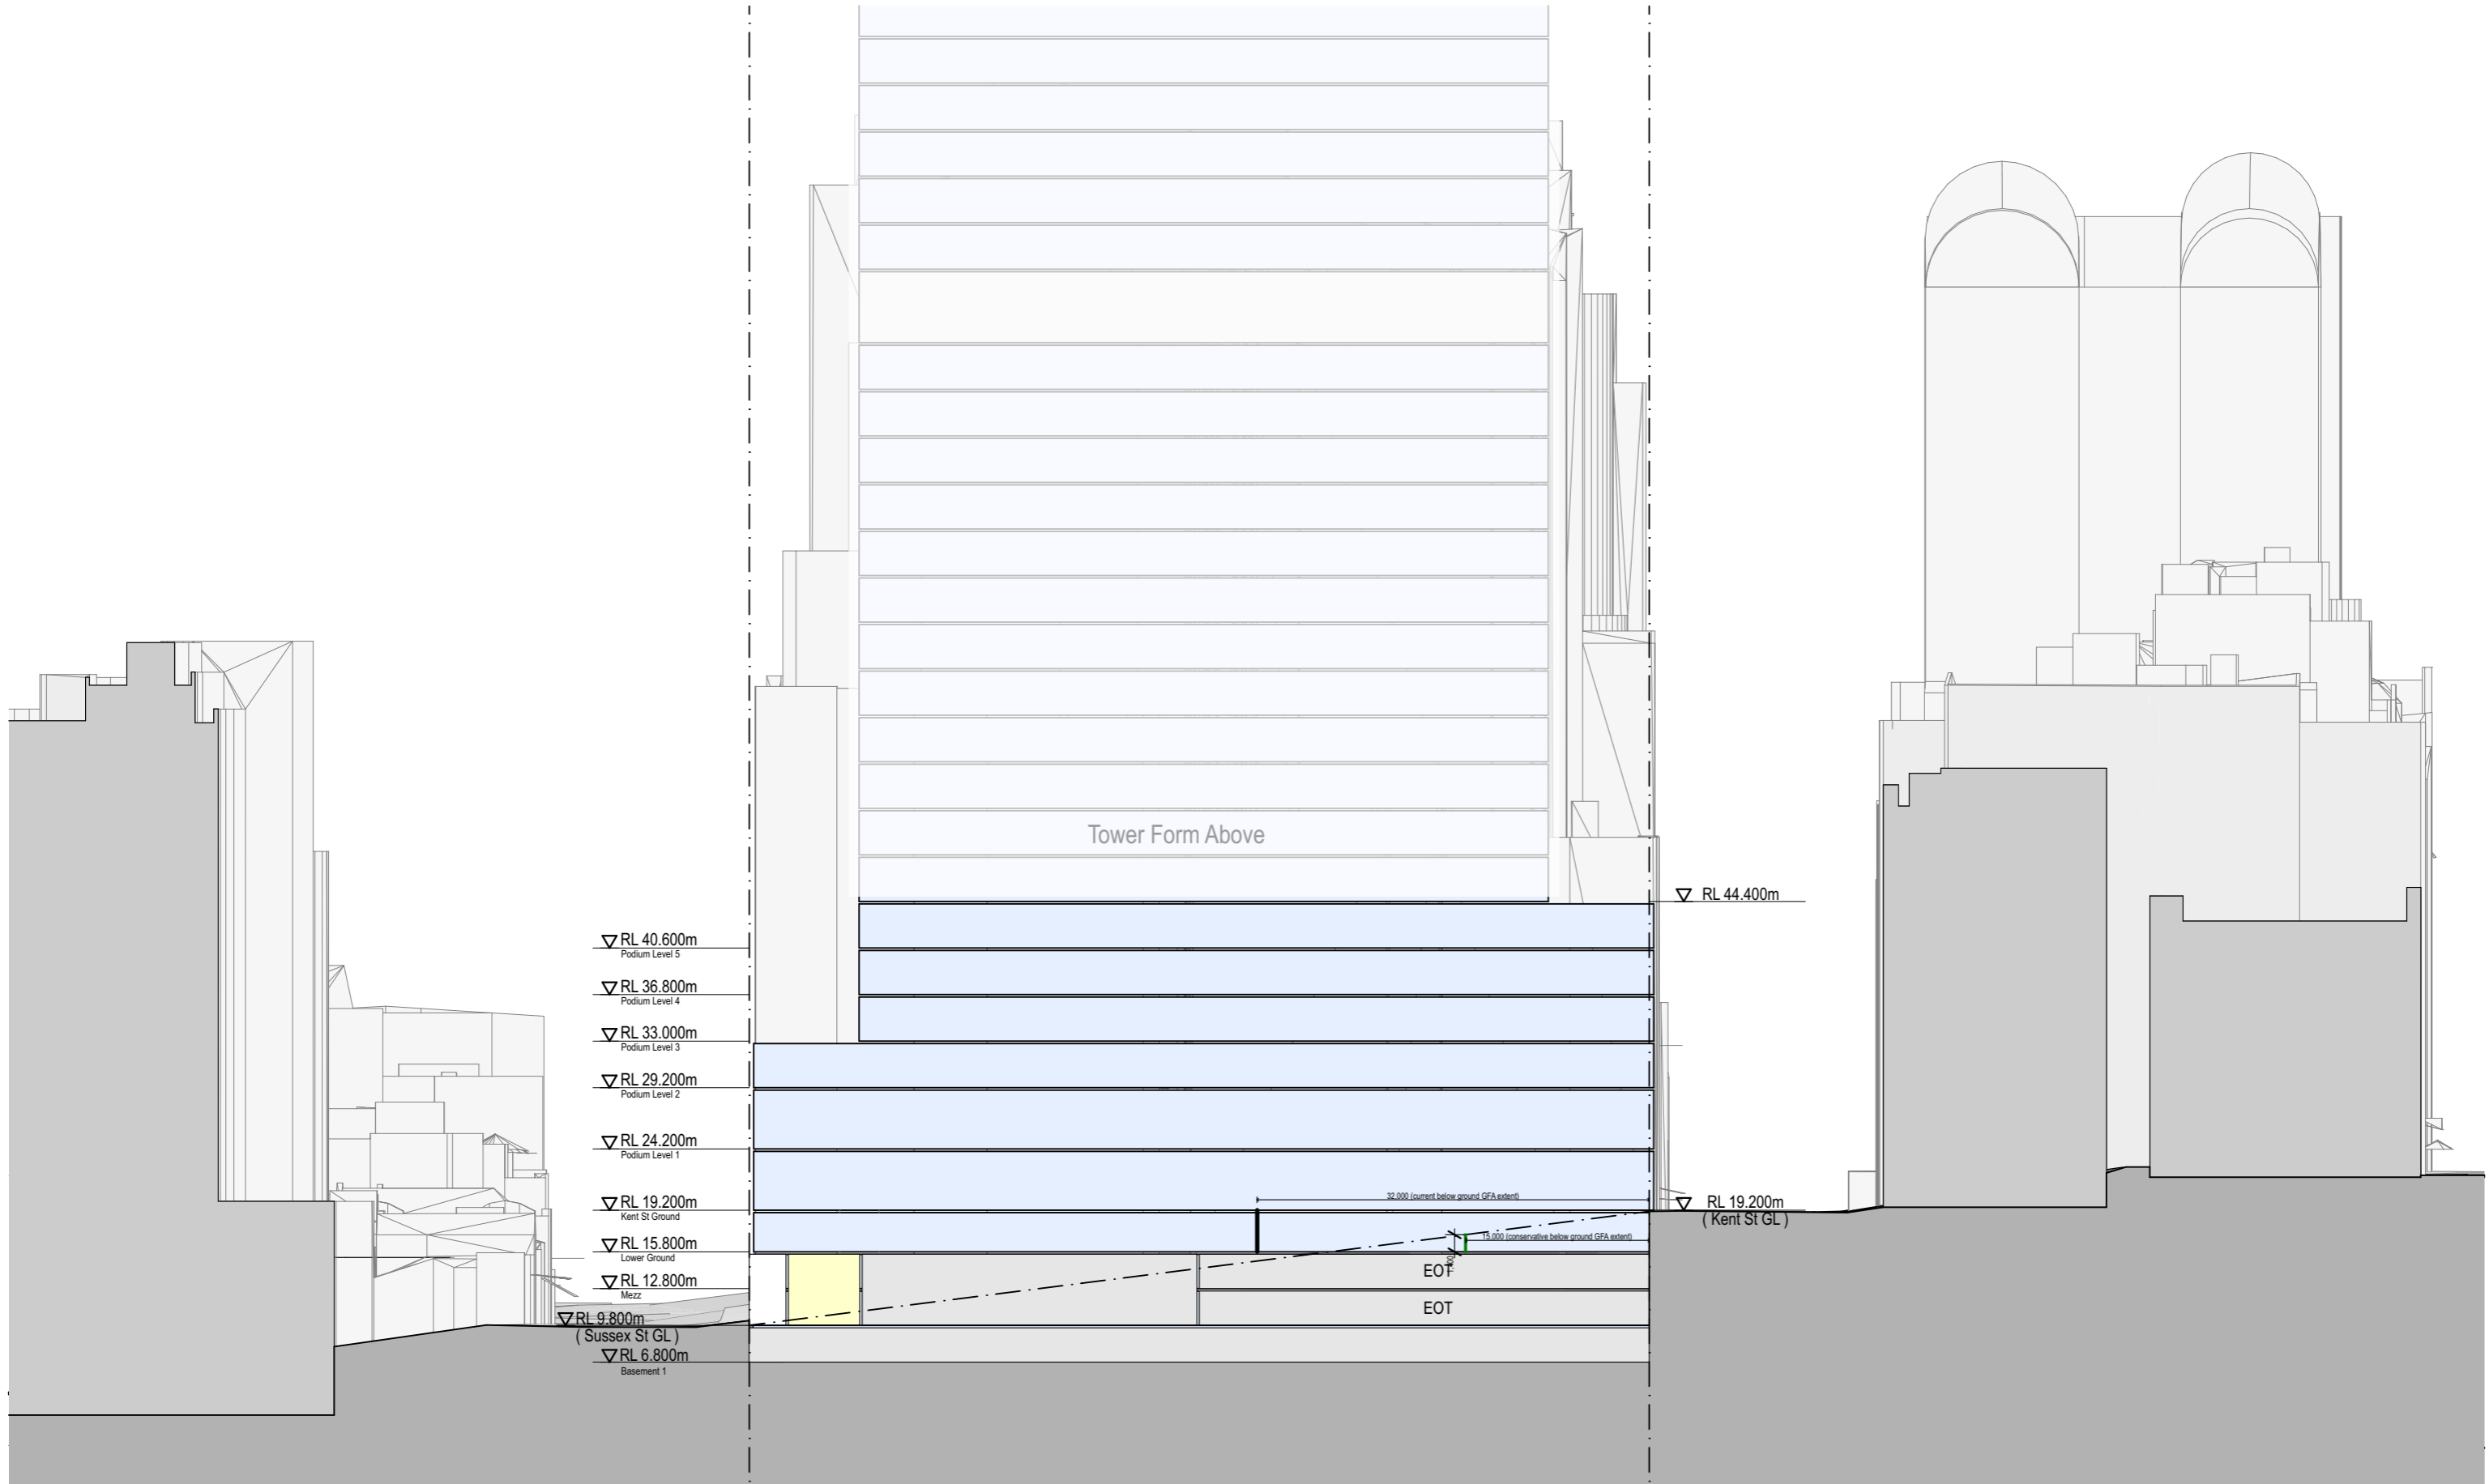 Tower Form Above
RL 44.400m
RL 40.600m
Podium Level 5
RL 36.800m
Podium Level 4
RL 33.000m
Podium Level 3
RL 29.200m
Podium Level 2
RL 24.200m
Podium Level 1
32,000 (current below ground GFA extent)
RL 19.200m
Kent St Ground
RL 19.200m
( Kent St GL )
15,000 (conservative below ground GFA extent)
RL 15.800m
Lower Ground
EOT
RL 12.800m
Mezz
EOT
RL 9.800m
( Sussex St GL )
RL 6.800m
Basement 1